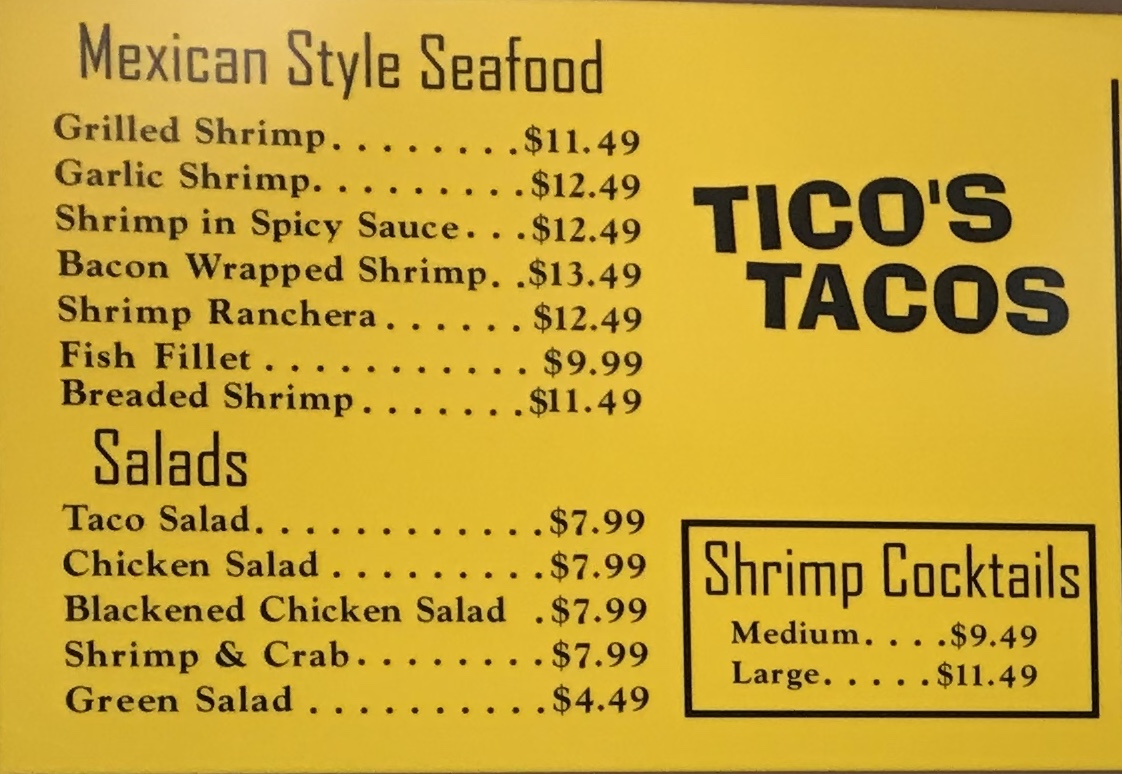 Mexican Style Seafood
Grilled Shrimp. . . . . . . .$11.49
Garlic Shrimp. . . . . . . . .$12.49
Shrimp in Spicy Sauce. . .$12.49
Bacon Wrapped Shrimp. .$13.49
Shrimp Ranchera . . . . . . $12.49
Fish Fillet . . . . . . . . . . . $9.99
Breaded Shrimp . . . . . . .$11.49
Salads
Taco Salad. . . . . . . . . . . .$7.99
Chicken Salad . . . . . . . . .$7.99
Blackened Chicken Salad .$7.99
Shrimp & Crab. . . . . . . .$7.99
Green Salad . . . . . . . . . .$4.49
TICO'S
TACOS
Shrimp Cocktails
Medium. . . .$9.49
Large. . . . .$11.49